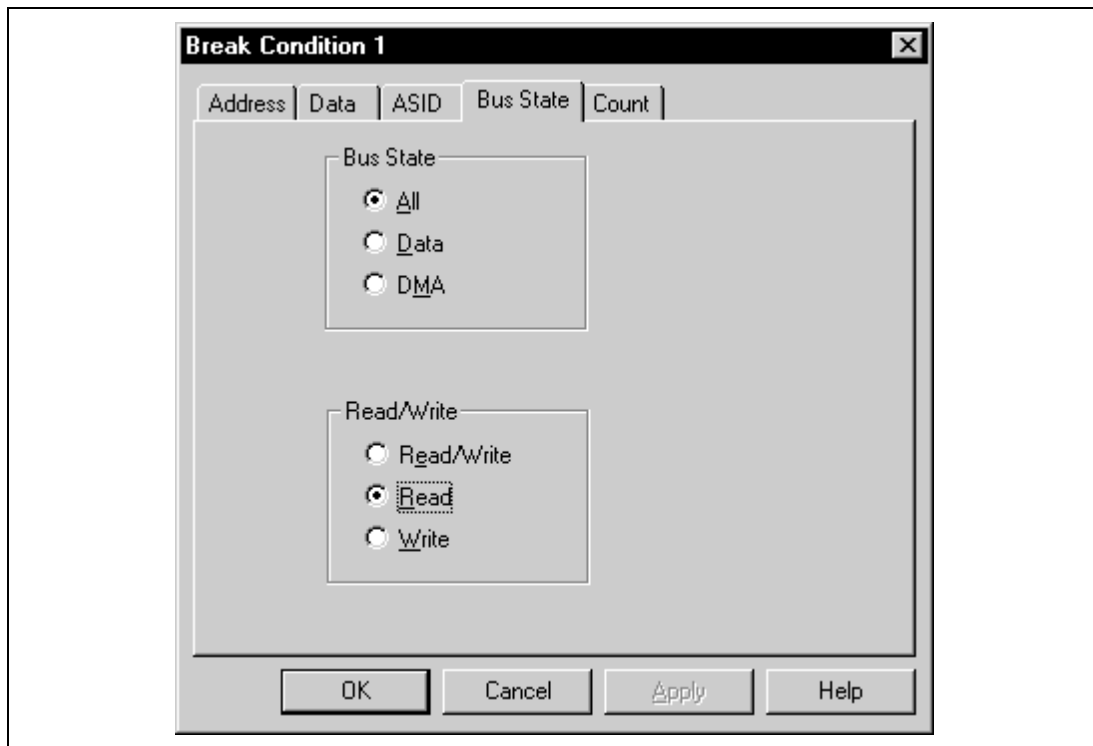 Break Condition 1
Address Data ASID Bus State Count
Bus State
All
Data
DMA
Read/Write
Read/Write
Read
Write
OK Cancel Apply Help